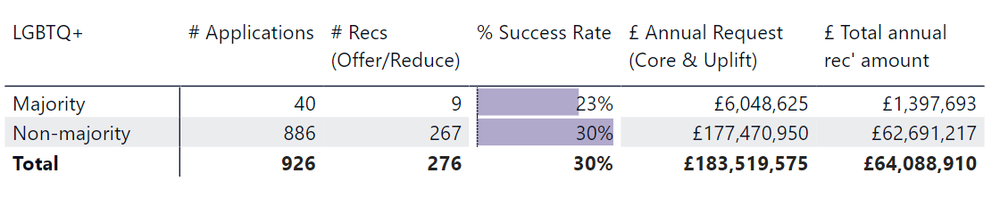 LGBTQ+ # Applications # Recs (Offer/Reduce) % Success Rate £ Annual Request (Core & Uplift) £ Total annual rec' amount
Majority 40 9 23% £6,048,625 £1,397,693
Non-majority 886 267 30% £177,470,950 £62,691,217
Total 926 276 30% £183,519,575 £64,088,910